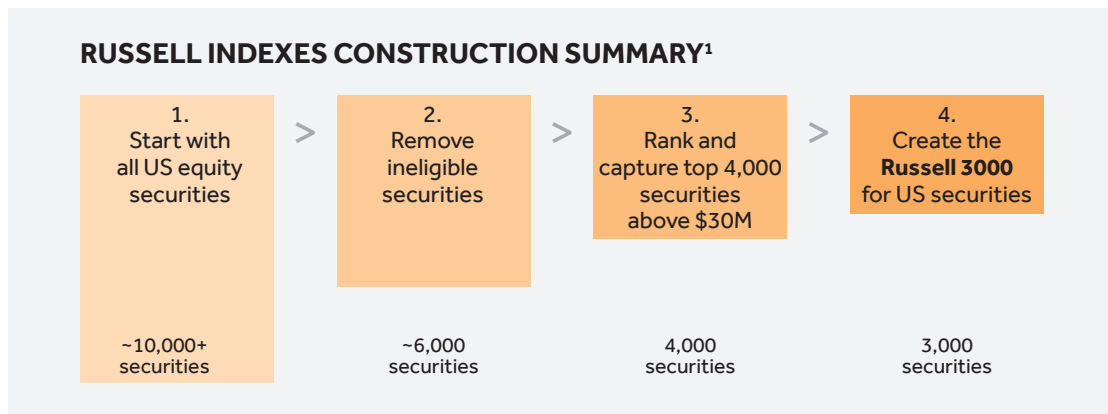 RUSSELL INDEXES CONSTRUCTION SUMMARY¹
1.
Start with
all US equity
securities
~10,000+
securities
>
2.
Remove
ineligible
securities
~6,000
securities
>
3.
Rank and
capture top 4,000
securities
above $30M
4,000
securities
>
4.
Create the
Russell 3000
for US securities
3,000
securities